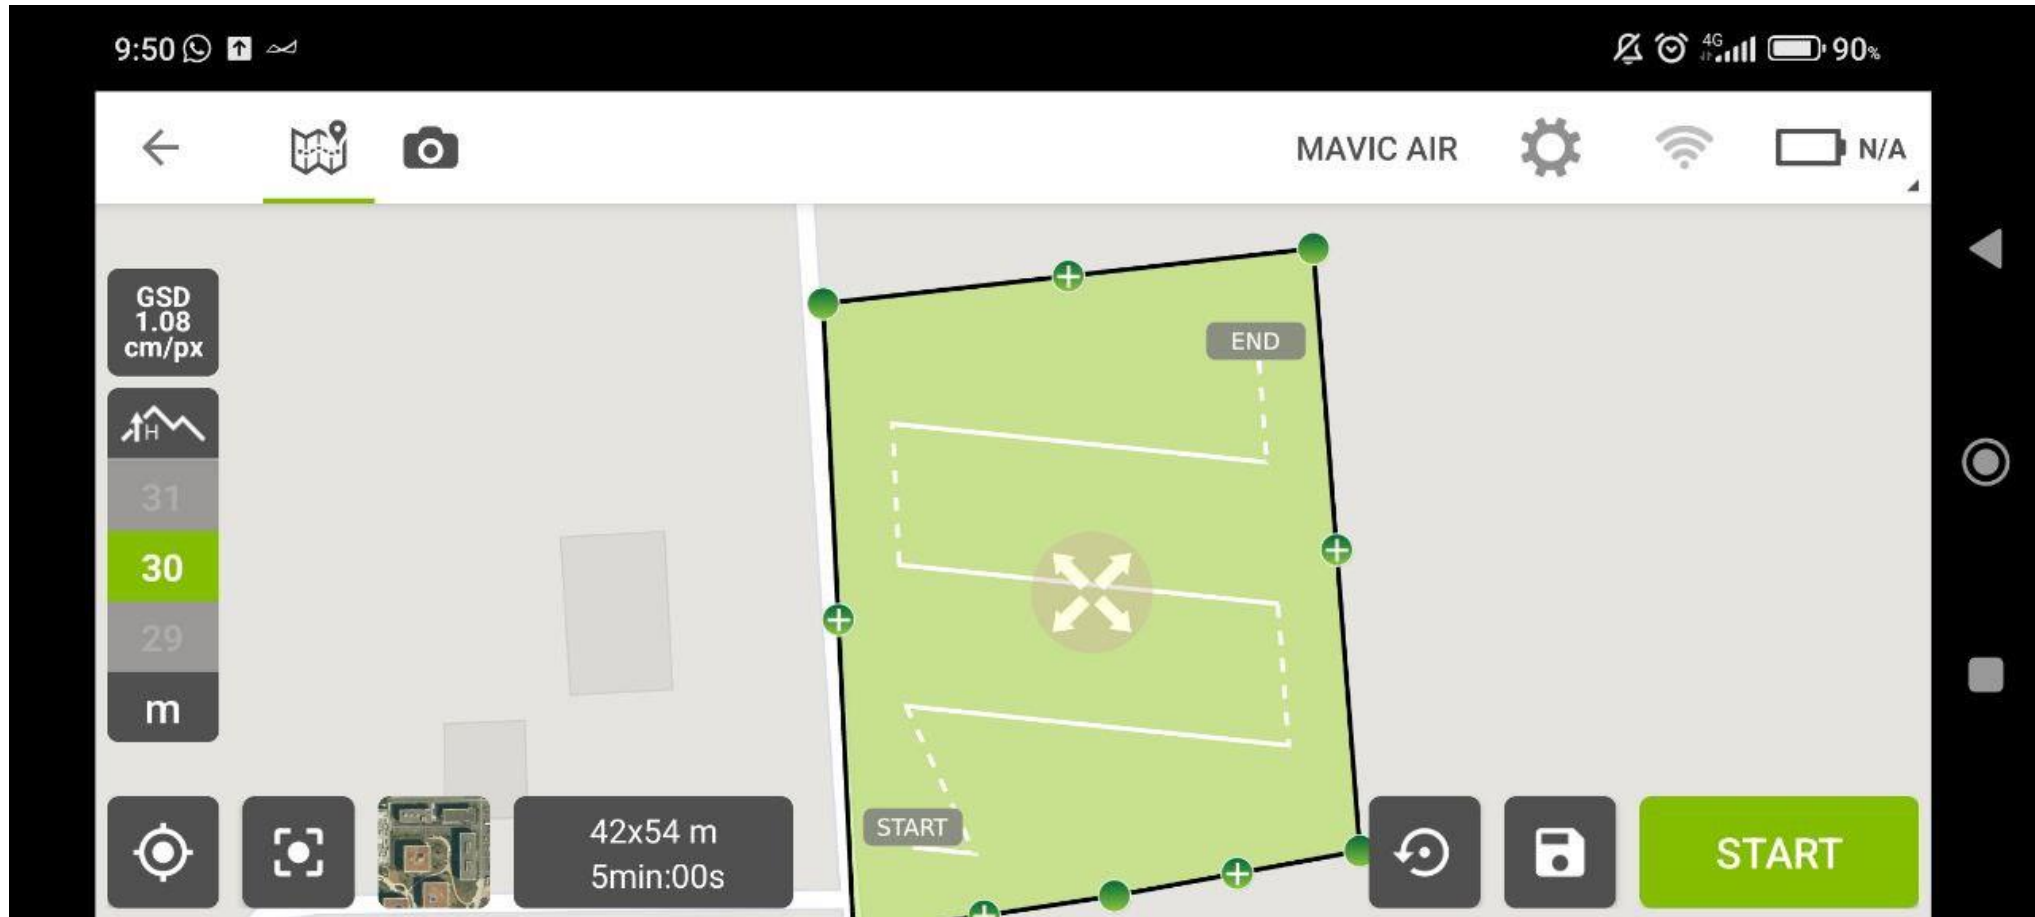 9:50
4G
90%
MAVIC AIR
N/A
GSD
1.08
cm/px
H
31
30
29
m
END
START
42x54 m
5min:00s
START